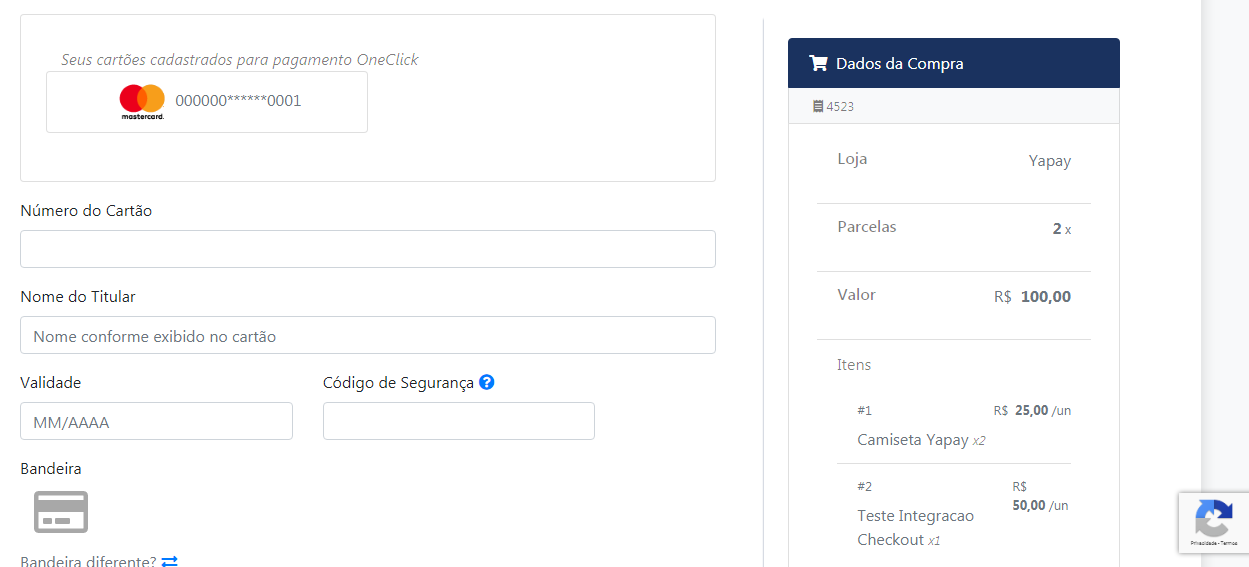 Seus cartões cadastrados para pagamento OneClick
mastercard.
000000******0001
Número do Cartão
Nome do Titular
Nome conforme exibido no cartão
Validade
Código de Segurança ?
MM/AAAA
Bandeira
Bandeira diferente?
Dados da Compra
4523
Loja Yapay
Parcelas 2 x
Valor R$ 100,00
Itens
#1 R$ 25,00 /un
Camiseta Yapay x2
#2 R$
50,00 /un
Teste Integracao
Checkout x1
Privacidade - Termos